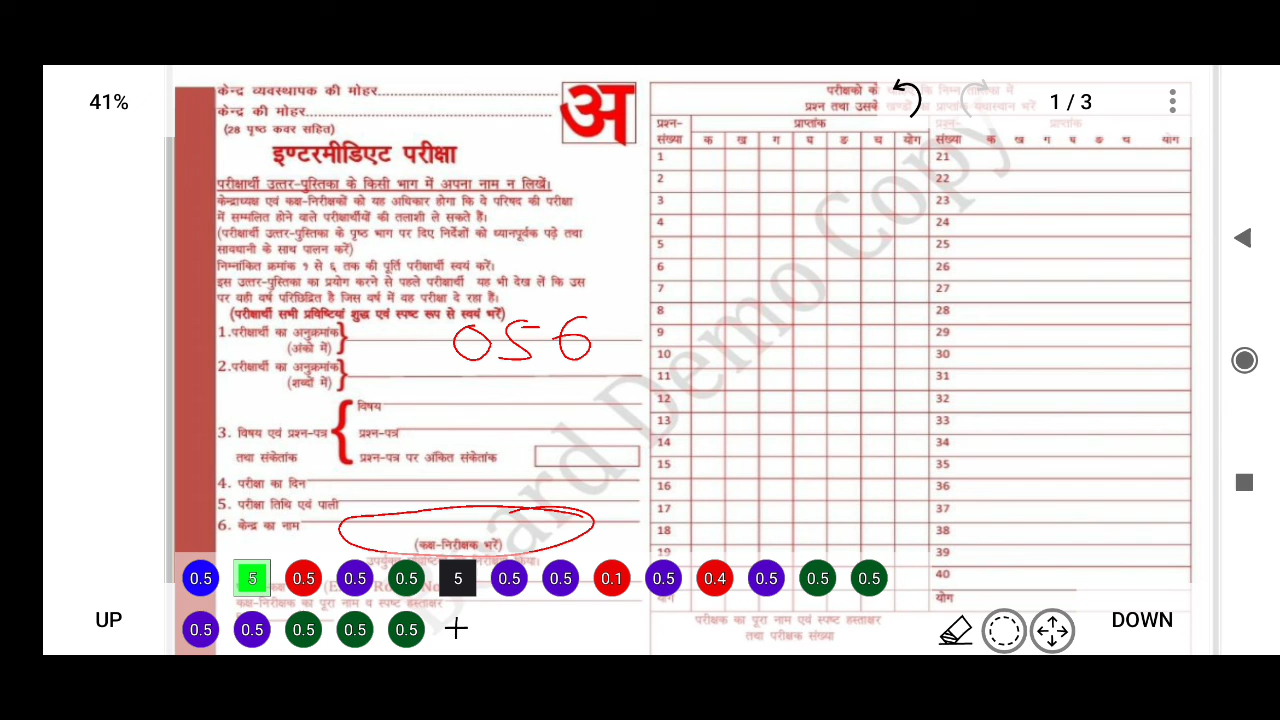 41%
1 / 3
केन्द्र व्यवस्थापक की मोहर
केन्द्र की मोहर
(28 पृष्ठ कवर सहित)
अ
इण्टरमीडिएट परीक्षा
परीक्षार्थी उत्तर-पुस्तिका के किसी भाग में अपना नाम न लिखें।
केन्द्राध्यक्ष एवं कक्ष-निरीक्षकों को यह अधिकार होगा कि वे परिषद की परीक्षा
में सम्मलित होने वाले परीक्षार्थीयों की तलाशी ले सकते हैं।
(परीक्षार्थी उत्तर-पुस्तिका के पृष्ठ भाग पर दिए निर्देशों को ध्यानपूर्वक पढ़े तथा
सावधानी के साथ पालन करें)
निम्नांकित क्रमांक १ से ६ तक की पूर्ति परीक्षार्थी स्वयं करें।
इस उत्तर-पुस्तिका का प्रयोग करने से पहले परीक्षार्थी यह भी देख लें कि उस
पर वही वर्ष परिछिद्रित है जिस वर्ष में वह परीक्षा दे रहा हैं।
(परीक्षार्थी सभी प्रविष्टियां शुद्ध एवं स्पष्ट रूप से स्वयं भरें)
1.परीक्षार्थी का अनुक्रमांक
(अंको में)
056
2.परीक्षार्थी का अनुक्रमांक
(शब्दों में)
3. विषय एवं प्रश्न-पत्र
तथा संकेतांक
विषय
प्रश्न-पत्र
प्रश्न-पत्र पर अंकित संकेतांक
4. परीक्षा का दिन
5. परीक्षा तिथि एवं पाली
6. केन्द्र का नाम
(कक्ष-निरीक्षक भरें)
कक्ष-निरीक्षक का पूरा नाम व स्पष्ट हस्ताक्षर
परीक्षको क
प्रश्न तथा उसके खण्डों का प्राप्तांक यथास्थान भरें
प्रश्न- प्राप्तांक प्रश्न- प्राप्तांक
संख्या क ख ग घ ङ च योग संख्या क ख ग घ ङ च योग
1 21
2 22
3 23
4 24
5 25
6 26
7 27
8 28
9 29
10 30
11 31
12 32
13 33
14 34
15 35
16 36
17 37
18 38
19 39
40
योग योग
परीक्षक का पूरा नाम एवं स्पष्ट हस्ताक्षर
तथा परीक्षक संख्या
ard Demo Copy
0.5 5 0.5 0.5 0.5 5 0.5 0.5 0.1 0.5 0.4 0.5 0.5 0.5
0.5 0.5 0.5 0.5 0.5
UP
DOWN